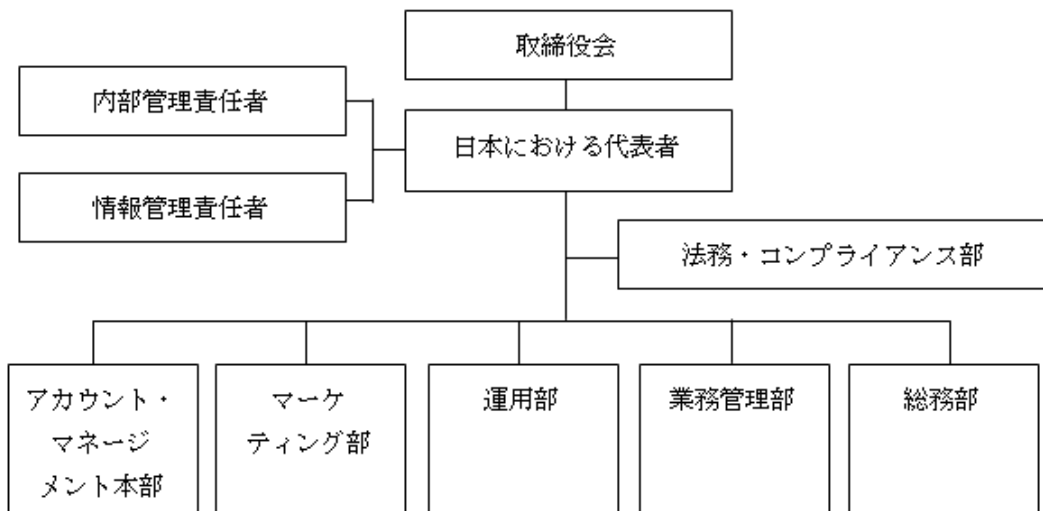 取締役会
内部管理責任者
日本における代表者
情報管理責任者
法務・コンプライアンス部
アカウント・
マネージ
メント本部
マーケ
ティング部
運用部
業務管理部
総務部